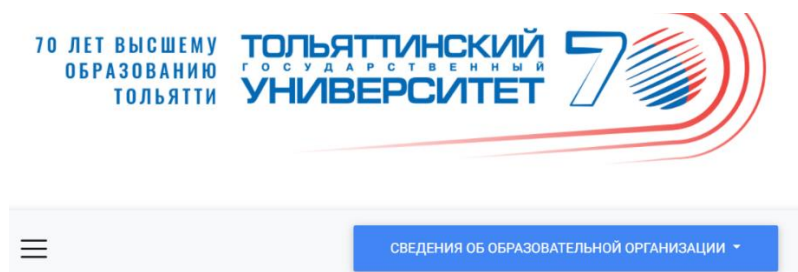 70 ЛЕТ ВЫСШЕМУ
ОБРАЗОВАНИЮ
ТОЛЬЯТТИ
ТОЛЬЯТТИНСКИЙ
ГОСУДАРСТВЕННЫЙ
УНИВЕРСИТЕТ
70
СВЕДЕНИЯ ОБ ОБРАЗОВАТЕЛЬНОЙ ОРГАНИЗАЦИИ